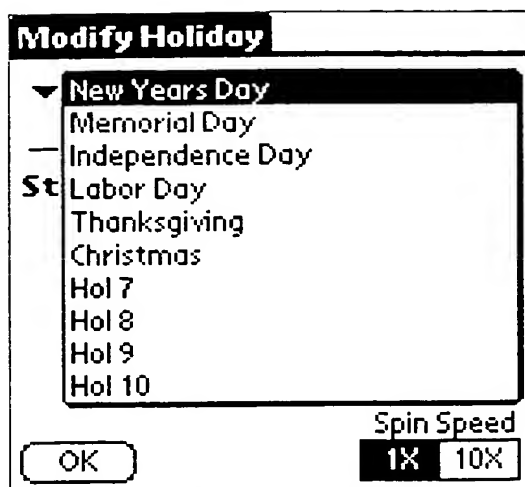 Modify Holiday
New Years Day
Memorial Day
Independence Day
St Labor Day
Thanksgiving
Christmas
Hol 7
Hol 8
Hol 9
Hol 10
Spin Speed
OK 1X 10X